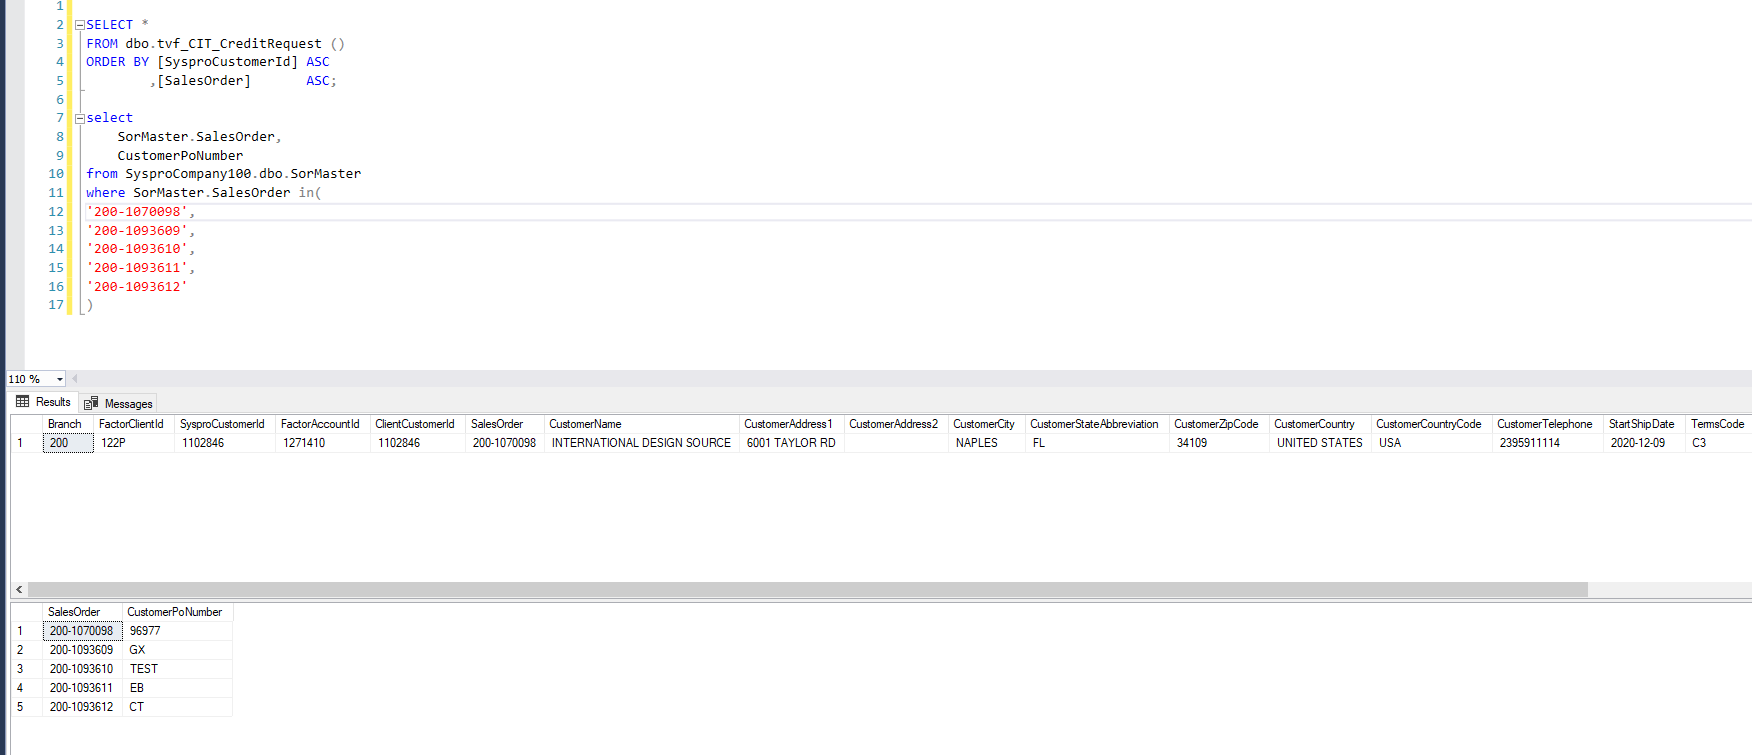 1
2 SELECT *
3 FROM dbo.tvf_CIT_CreditRequest ()
4 ORDER BY [SysproCustomerId] ASC
5 ,[SalesOrder] ASC;
6
7 select
8 SorMaster.SalesOrder,
9 CustomerPoNumber
10 from SysproCompany100.dbo.SorMaster
11 where SorMaster.SalesOrder in(
12 '200-1070098',
13 '200-1093609',
14 '200-1093610',
15 '200-1093611',
16 '200-1093612'
17 )
110 %
Results Messages
Branch FactorClientId SysproCustomerId FactorAccountId ClientCustomerId SalesOrder CustomerName CustomerAddress1 CustomerAddress2 CustomerCity CustomerStateAbbreviation CustomerZipCode CustomerCountry CustomerCountryCode CustomerTelephone StartShipDate TermsCode
1 200 122P 1102846 1271410 1102846 200-1070098 INTERNATIONAL DESIGN SOURCE 6001 TAYLOR RD NAPLES FL 34109 UNITED STATES USA 2395911114 2020-12-09 C3
SalesOrder CustomerPoNumber
1 200-1070098 96977
2 200-1093609 GX
3 200-1093610 TEST
4 200-1093611 EB
5 200-1093612 CT